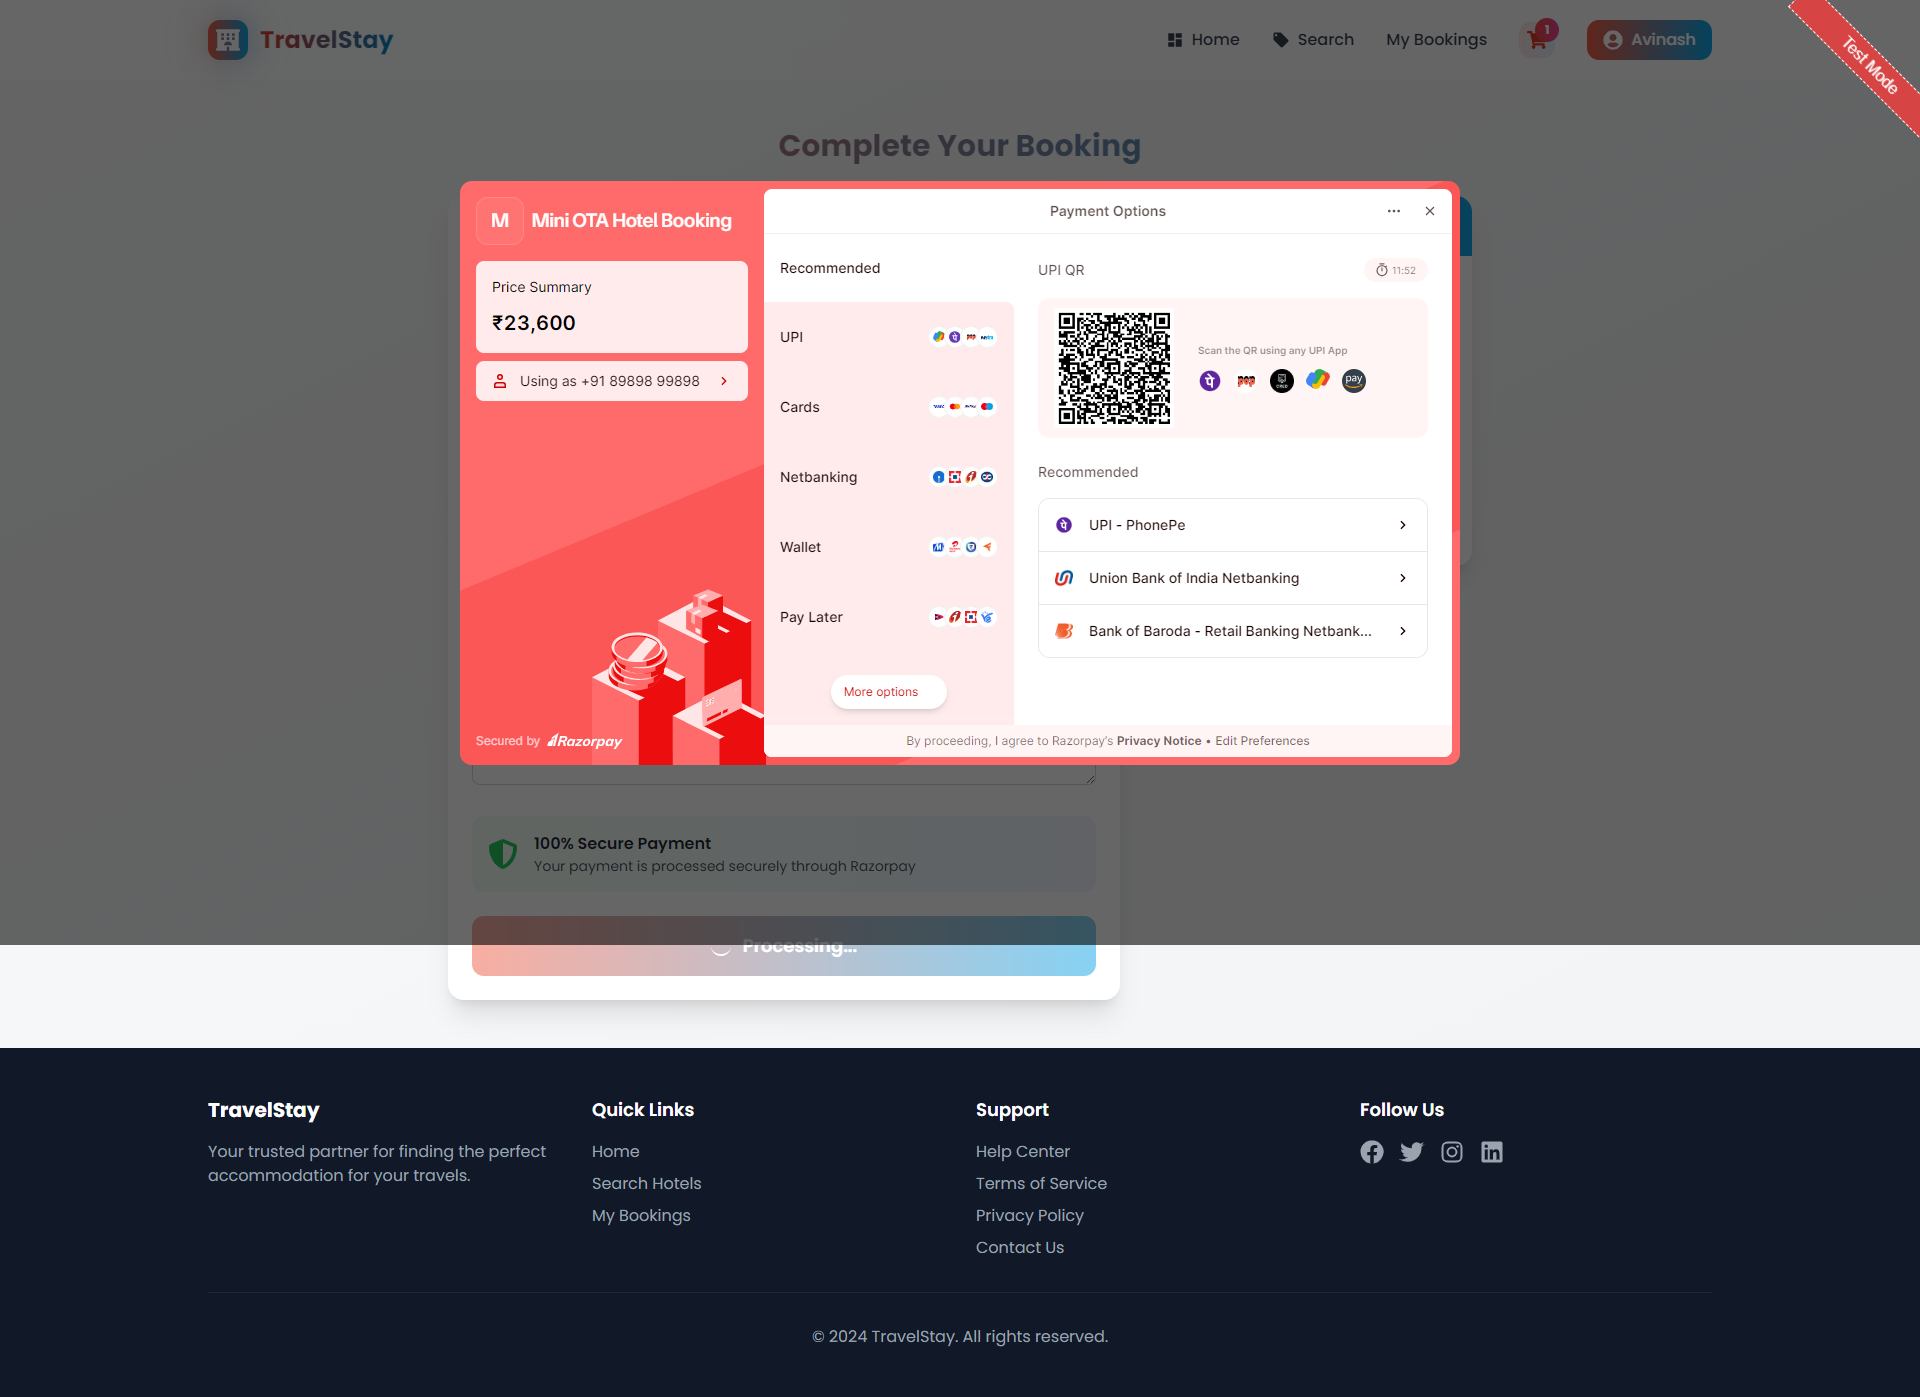 TravelStay
Home
Search
My Bookings
1
Avinash
Test Mode
Complete Your Booking
M
Mini OTA Hotel Booking
Price Summary
₹23,600
Using as +91 89898 99898
Secured by Razorpay
Payment Options
Recommended
UPI
Cards
Netbanking
Wallet
Pay Later
More options
UPI QR
11:52
Scan the QR using any UPI App
Recommended
UPI - PhonePe
Union Bank of India Netbanking
Bank of Baroda - Retail Banking Netbank...
By proceeding, I agree to Razorpay's Privacy Notice • Edit Preferences
100% Secure Payment
Your payment is processed securely through Razorpay
Processing...
TravelStay
Your trusted partner for finding the perfect
accommodation for your travels.
Quick Links
Home
Search Hotels
My Bookings
Support
Help Center
Terms of Service
Privacy Policy
Contact Us
Follow Us
© 2024 TravelStay. All rights reserved.